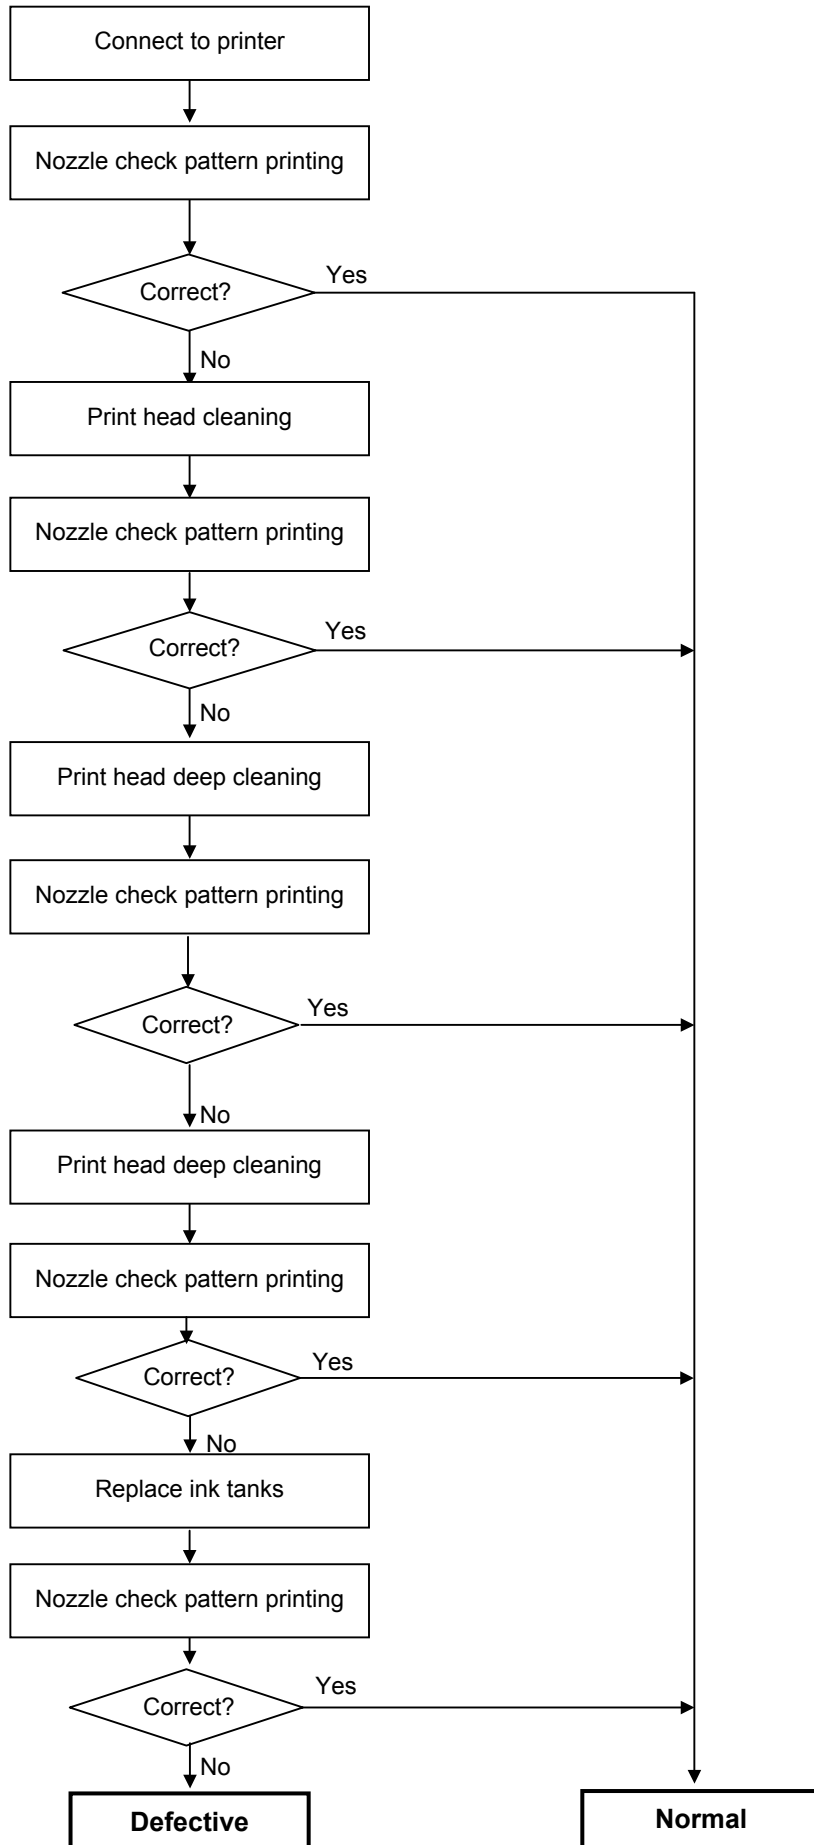 Connect to printer
Nozzle check pattern printing
Correct?
Yes
No
Print head cleaning
Nozzle check pattern printing
Correct?
Yes
No
Print head deep cleaning
Nozzle check pattern printing
Correct?
Yes
No
Print head deep cleaning
Nozzle check pattern printing
Correct?
Yes
No
Replace ink tanks
Nozzle check pattern printing
Correct?
Yes
No
Defective
Normal